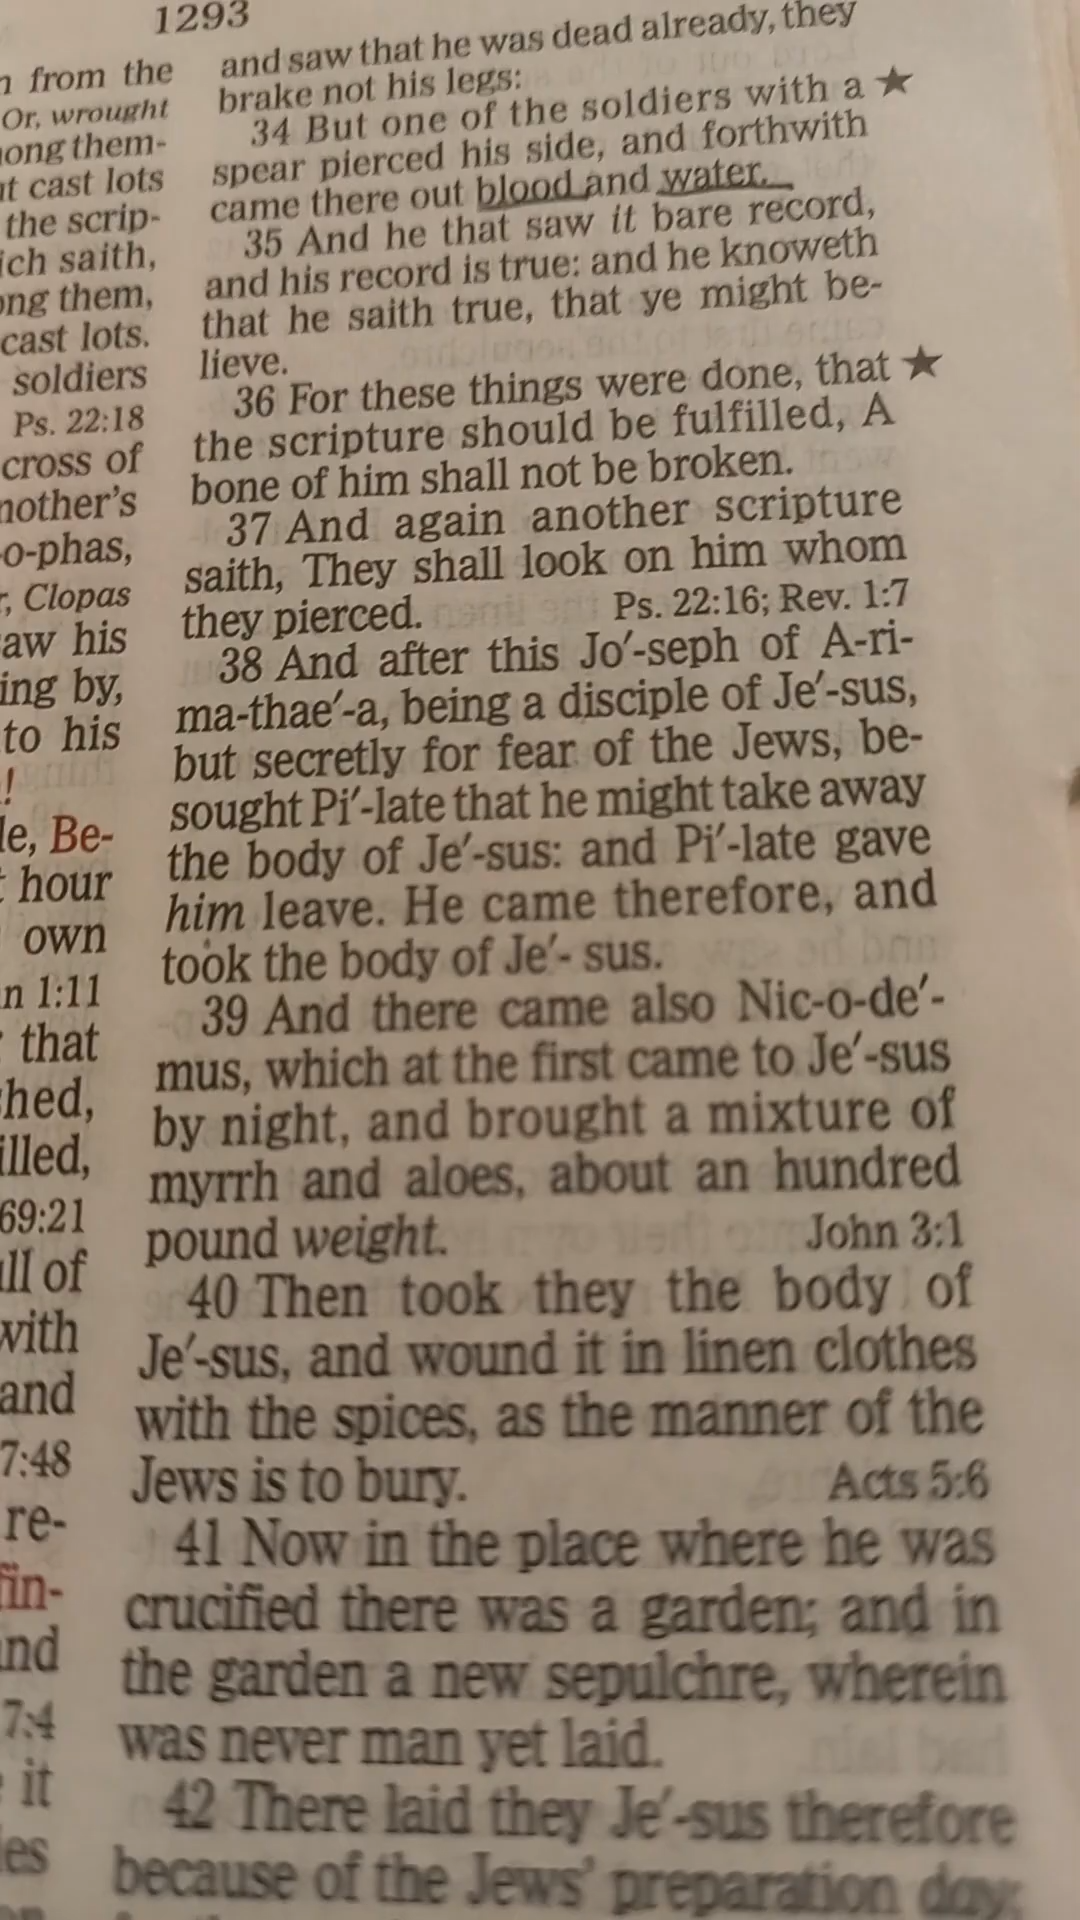 1293
from the
Or, wrought
ong them-
t cast lots
the scrip-
ich saith,
ong them,
cast lots.
soldiers
Ps. 22:18
cross of
nother's
-o-phas,
, Clopas
aw his
ing by,
to his
!
le, Be-
hour
own
n 1:11
that
hed,
illed,
69:21
ll of
with
and
7:48
re-
fin-
nd
7:4
it
es
and saw that he was dead already, they
brake not his legs:
34 But one of the soldiers with a ★
spear pierced his side, and forthwith
came there out blood and water.
35 And he that saw it bare record,
and his record is true: and he knoweth
that he saith true, that ye might be-
lieve.
36 For these things were done, that ★
the scripture should be fulfilled, A
bone of him shall not be broken.
37 And again another scripture
saith, They shall look on him whom
they pierced. Ps. 22:16; Rev. 1:7
38 And after this Jo′-seph of A-ri-
ma-thae′-a, being a disciple of Je′-sus,
but secretly for fear of the Jews, be-
sought Pi′-late that he might take away
the body of Je′-sus: and Pi′-late gave
him leave. He came therefore, and
took the body of Je′- sus.
39 And there came also Nic-o-de′-
mus, which at the first came to Je′-sus
by night, and brought a mixture of
myrrh and aloes, about an hundred
pound weight. John 3:1
40 Then took they the body of
Je′-sus, and wound it in linen clothes
with the spices, as the manner of the
Jews is to bury. Acts 5:6
41 Now in the place where he was
crucified there was a garden; and in
the garden a new sepulchre, wherein
was never man yet laid.
42 There laid they Je′-sus therefore
because of the Jews' preparation day;